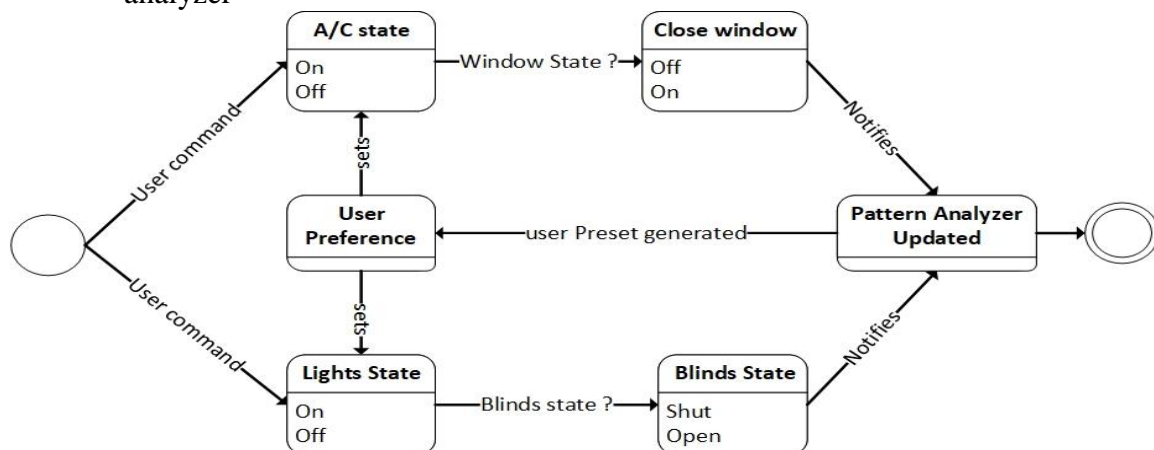 analyzer
A/C state
On
Off
Window State ?
Close window
Off
On
User command
sets
Notifies
User
Preference
user Preset generated
Pattern Analyzer
Updated
User command
sets
Notifies
Lights State
On
Off
Blinds state ?
Blinds State
Shut
Open